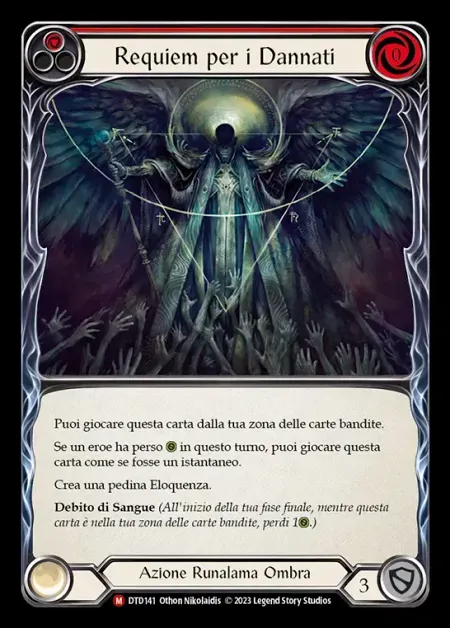 Requiem per i Dannati
0
Puoi giocare questa carta dalla tua zona delle carte bandite.
Se un eroe ha perso in questo turno, puoi giocare questa
carta come se fosse un istantaneo.
Crea una pedina Eloquenza.
Debito di Sangue (All'inizio della tua fase finale, mentre questa
carta è nella tua zona delle carte bandite, perdi 1.)
Azione Runalama Ombra
3
M DTD141 Othon Nikolaidis © 2023 Legend Story Studios